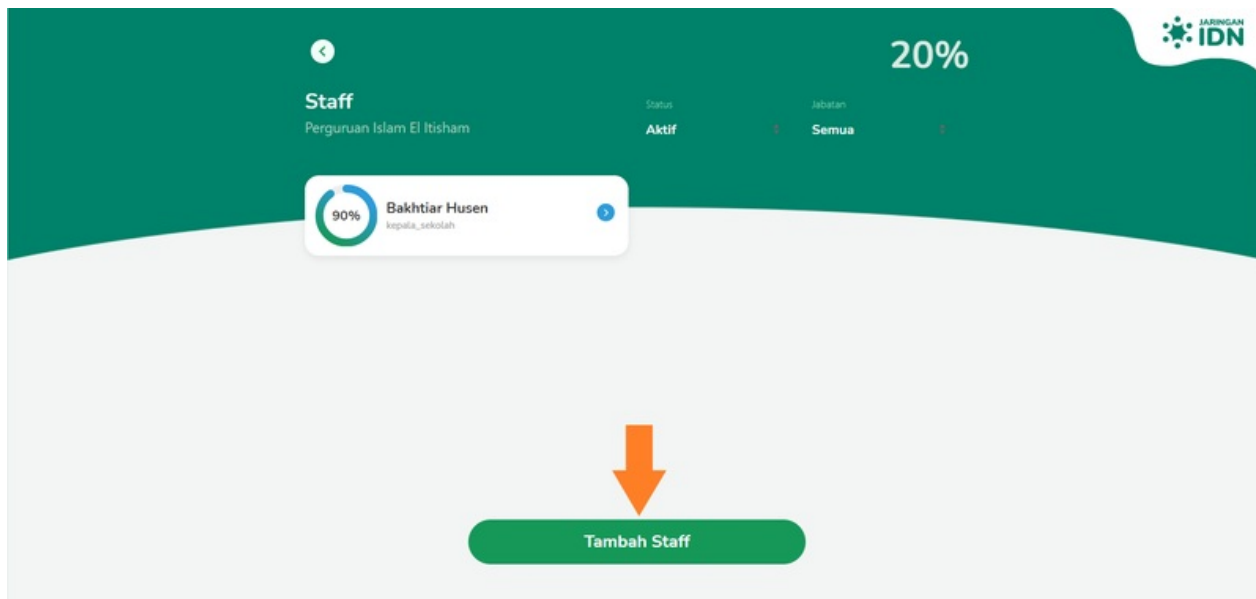 JARINGAN
IDN
20%
Staff
Perguruan Islam El Itisham
Status
Aktif
Jabatan
Semua
90%
Bakhtiar Husen
kepala_sekolah
Tambah Staff